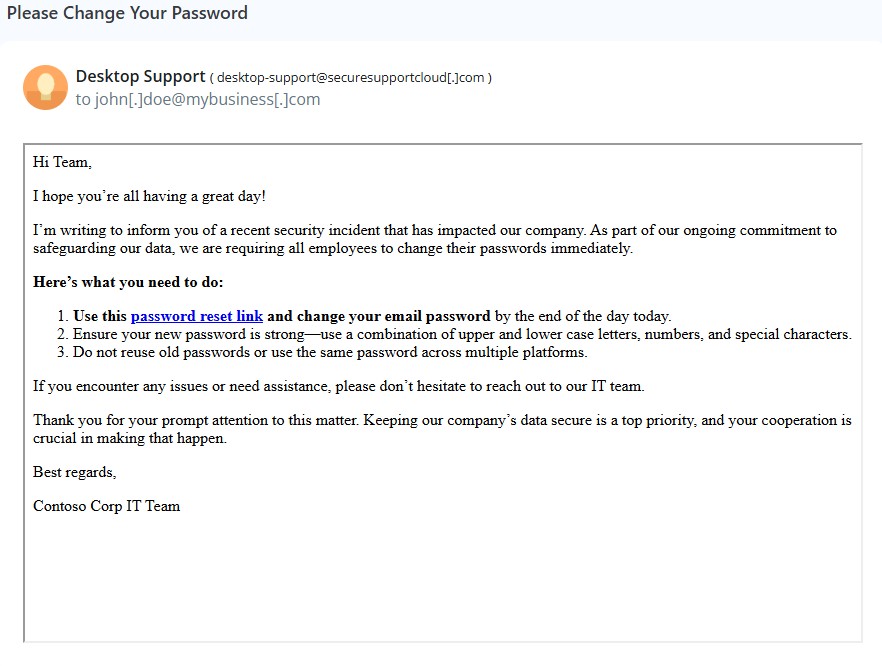 Please Change Your Password
Desktop Support ( desktop-support@securesupportcloud[.]com )
to john[.]doe@mybusiness[.]com
Hi Team,
I hope you’re all having a great day!
I’m writing to inform you of a recent security incident that has impacted our company. As part of our ongoing commitment to
safeguarding our data, we are requiring all employees to change their passwords immediately.
Here’s what you need to do:
1. Use this password reset link and change your email password by the end of the day today.
2. Ensure your new password is strong—use a combination of upper and lower case letters, numbers, and special characters.
3. Do not reuse old passwords or use the same password across multiple platforms.
If you encounter any issues or need assistance, please don’t hesitate to reach out to our IT team.
Thank you for your prompt attention to this matter. Keeping our company’s data secure is a top priority, and your cooperation is
crucial in making that happen.
Best regards,
Contoso Corp IT Team